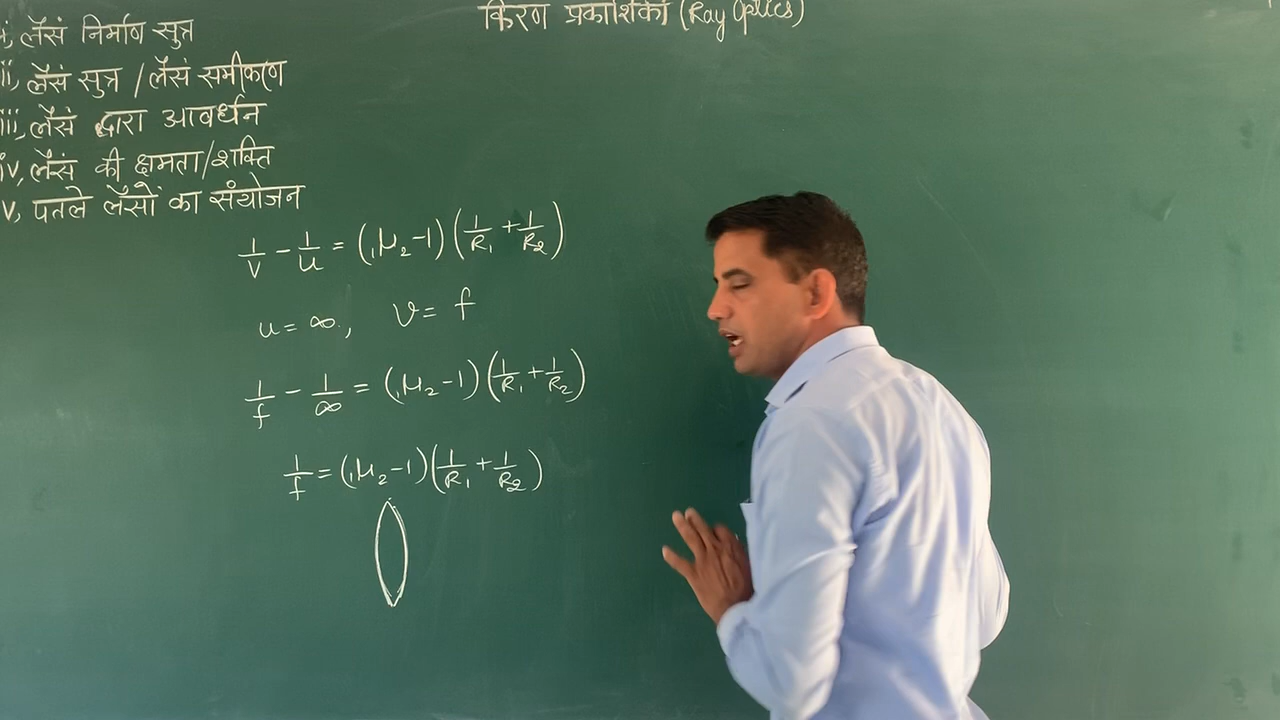 किरण प्रकाशिकी (Ray Optics)
i, लेंस निर्माण सुत्र
ii, लेंस सुत्र / लेंस समीकरण
iii, लेंस द्वारा आवर्धन
iv, लेंस की क्षमता/शक्ति
v, पतले लेंसों का संयोजन
1/v - 1/u = (₁μ₂-1)(1/R₁ + 1/R₂)
u = ∞, v = f
1/f - 1/∞ = (₁μ₂-1)(1/R₁ + 1/R₂)
1/f = (₁μ₂-1)(1/R₁ + 1/R₂)